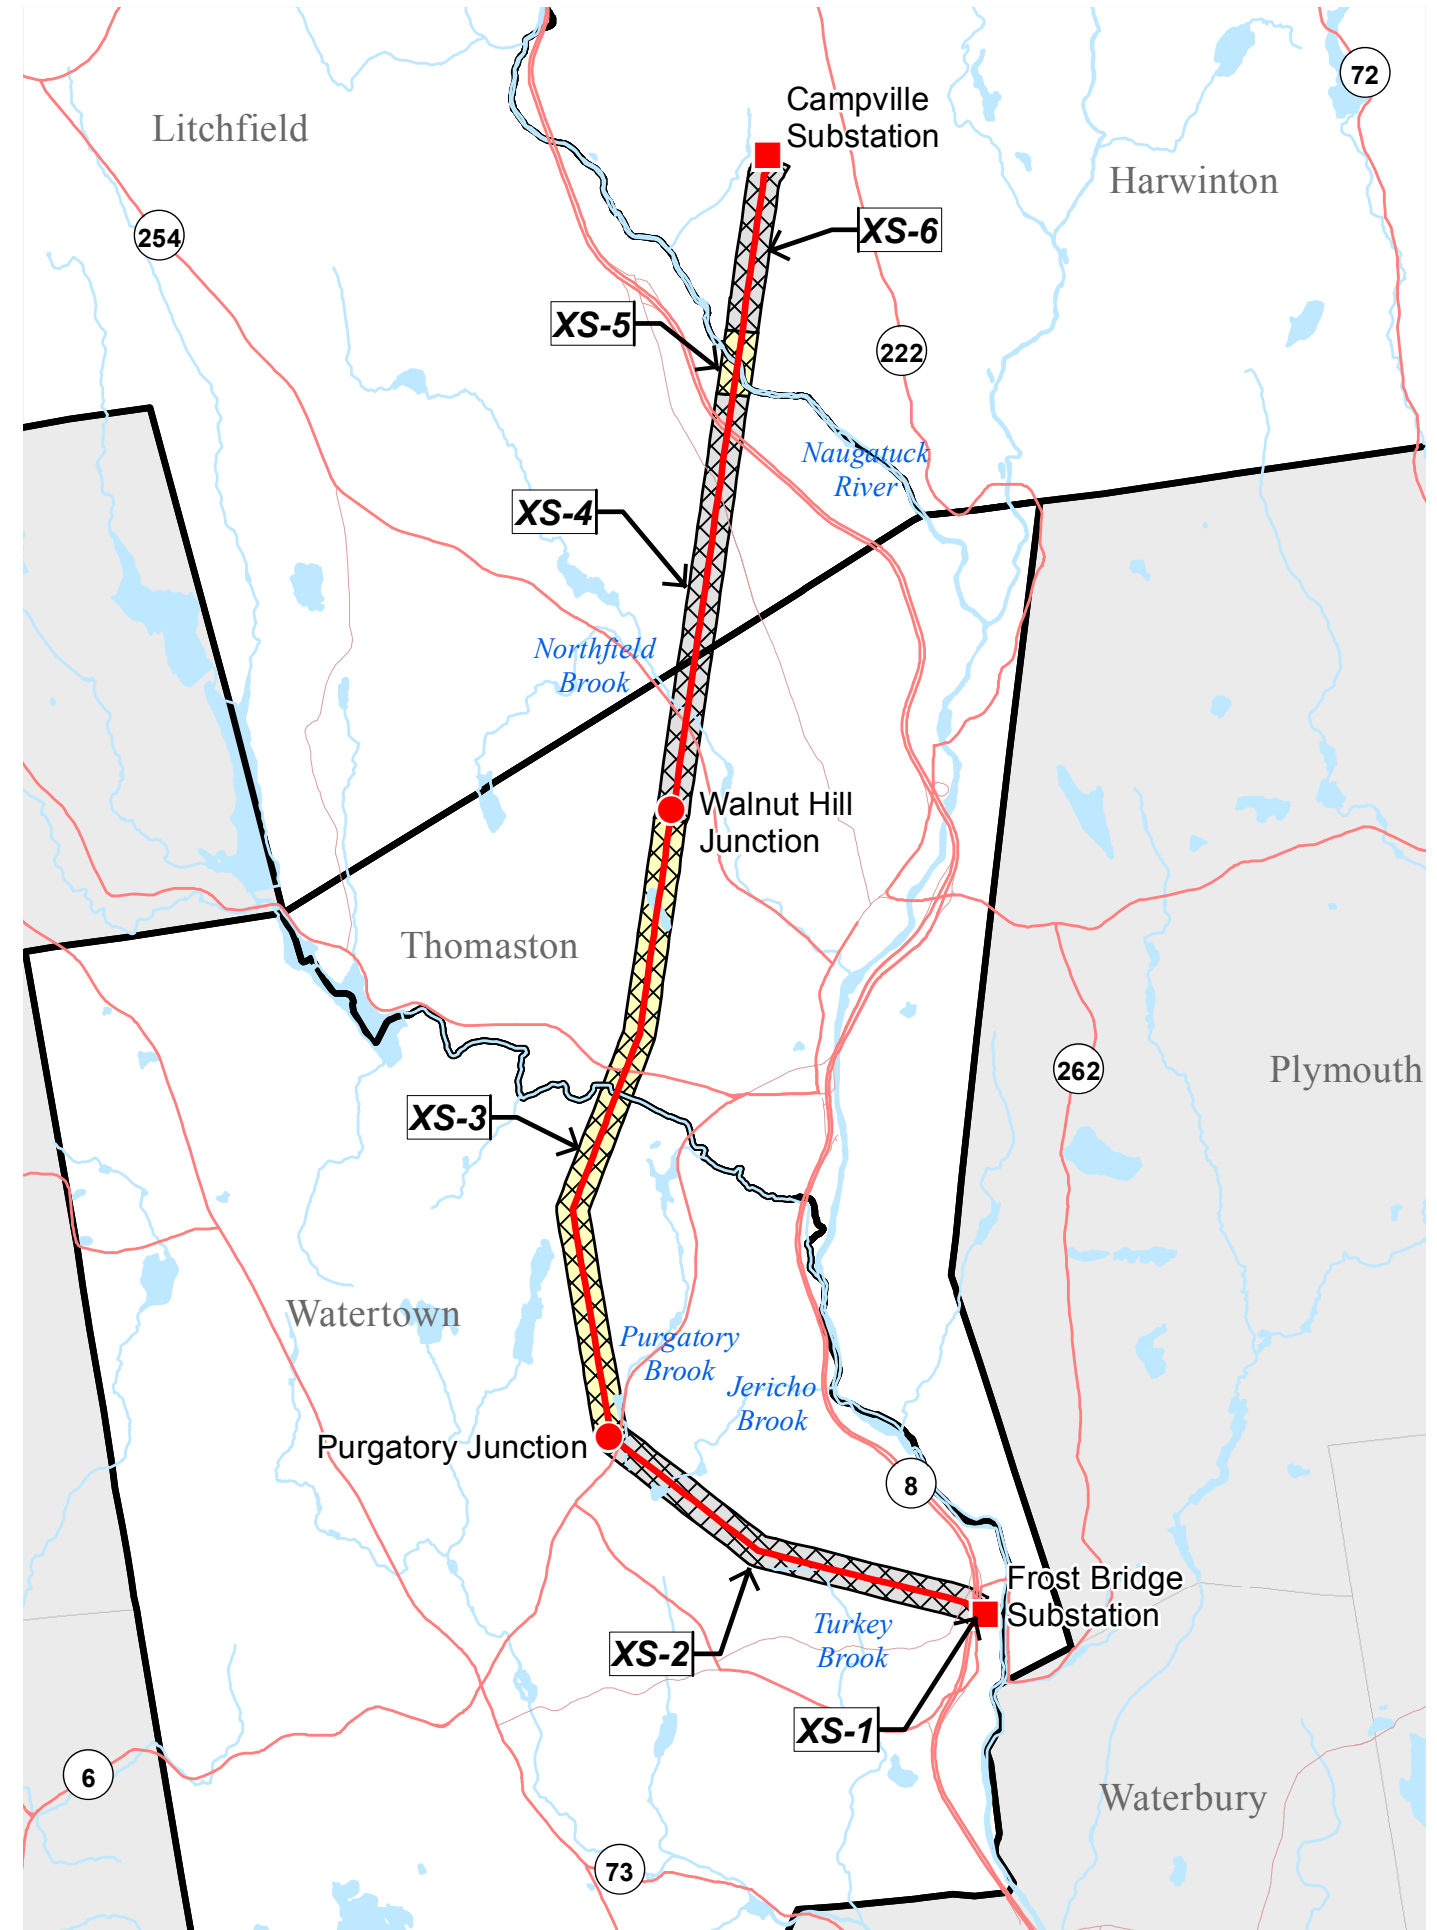 72
Campville
Substation
Litchfield
Harwinton
254
XS-6
XS-5
222
Naugatuck
River
XS-4
Northfield
Brook
Walnut Hill
Junction
Thomaston
262
Plymouth
XS-3
Watertown
Purgatory
Brook
Jericho
Brook
Purgatory Junction
8
Frost Bridge
Substation
Turkey
Brook
XS-2
XS-1
6
Waterbury
73